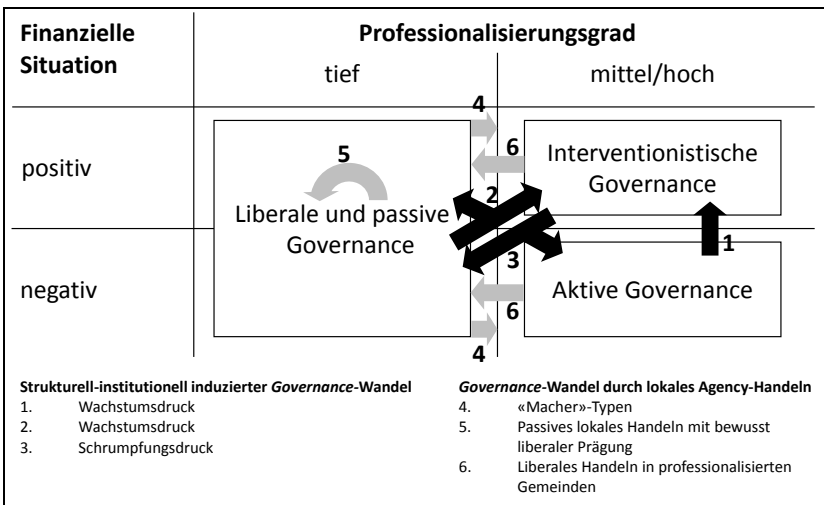 Finanzielle
Situation
Professionalisierungsgrad
tief
mittel/hoch
positiv
negativ
4
5
6
2
Liberale und passive
Governance
Interventionistische
Governance
1
3
Aktive Governance
6
4
Strukturell-institutionell induzierter Governance-Wandel
1. Wachstumsdruck
2. Wachstumsdruck
3. Schrumpfungsdruck
Governance-Wandel durch lokales Agency-Handeln
4. «Macher»-Typen
5. Passives lokales Handeln mit bewusst
liberaler Prägung
6. Liberales Handeln in professionalisierten
Gemeinden